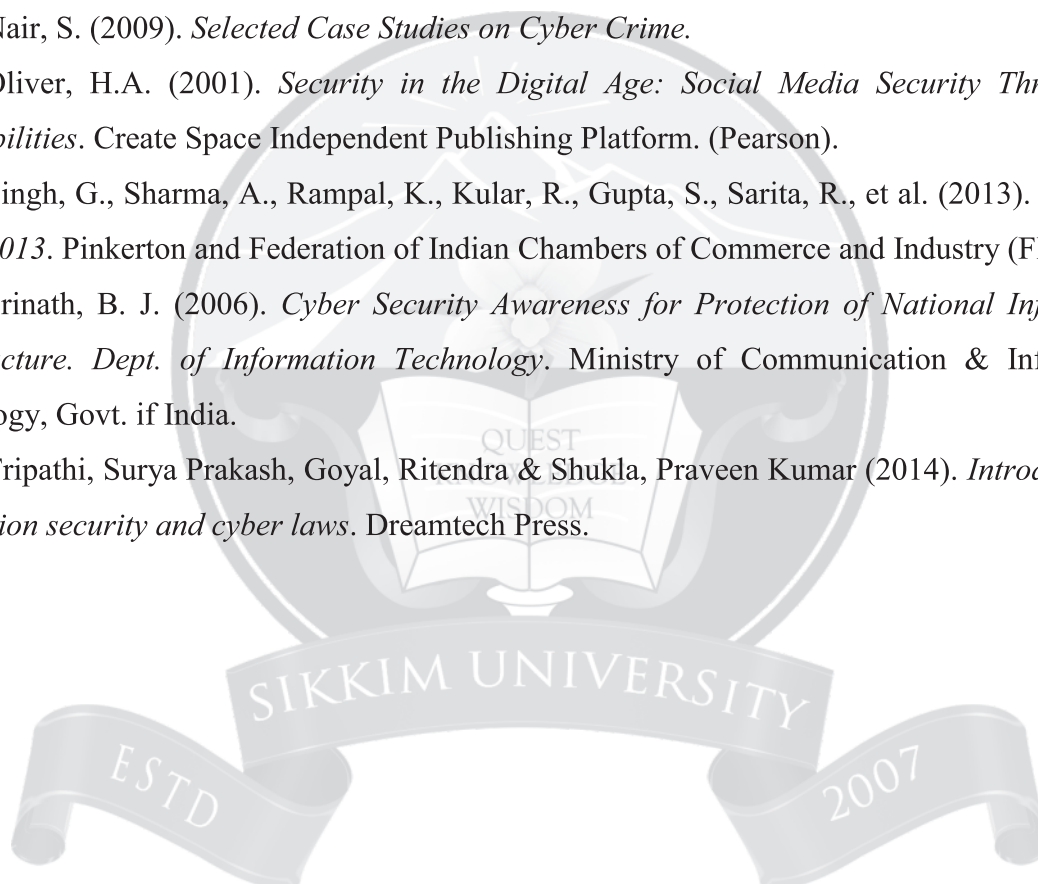 Nair, S. (2009). Selected Case Studies on Cyber Crime.
Oliver, H.A. (2001). Security in the Digital Age: Social Media Security Thr
bilities. Create Space Independent Publishing Platform. (Pearson).
ingh, G., Sharma, A., Rampal, K., Kular, R., Gupta, S., Sarita, R., et al. (2013).
013. Pinkerton and Federation of Indian Chambers of Commerce and Industry (FI
rinath, B. J. (2006). Cyber Security Awareness for Protection of National Inf
cture. Dept. of Information Technology. Ministry of Communication & Inf
ogy, Govt. if India.
Tripathi, Surya Prakash, Goyal, Ritendra & Shukla, Praveen Kumar (2014). Introd
ion security and cyber laws. Dreamtech Press.
QUEST
KNOWLEDGE
WISDOM
SIKKIM UNIVERSITY
ESTD
2007